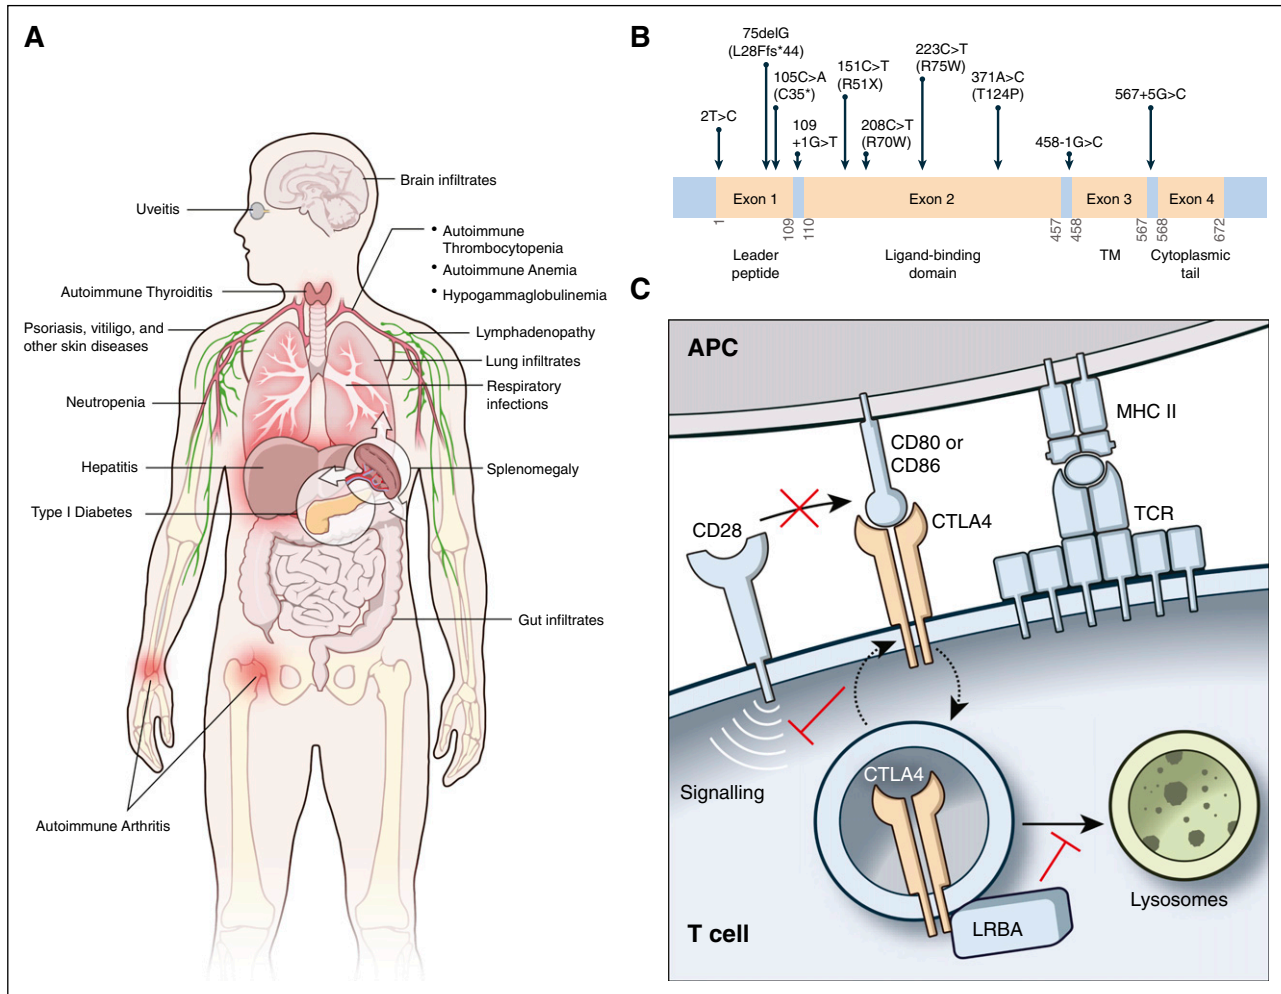 A
Brain infiltrates
Uveitis
• Autoimmune
Thrombocytopenia
• Autoimmune Anemia
• Hypogammaglobulinemia
Autoimmune Thyroiditis
Psoriasis, vitiligo, and
other skin diseases
Lymphadenopathy
Lung infiltrates
Respiratory
infections
Neutropenia
Hepatitis
Splenomegaly
Type I Diabetes
Gut infiltrates
Autoimmune Arthritis
B
2T>C
75delG
(L28Ffs*44)
105C>A
(C35*)
109
+1G>T
151C>T
(R51X)
208C>T
(R70W)
223C>T
(R75W)
371A>C
(T124P)
458-1G>C
567+5G>C
Exon 1
Exon 2
Exon 3
Exon 4
1
109
110
457
458
567
568
672
Leader
peptide
Ligand-binding
domain
TM
Cytoplasmic
tail
C
APC
MHC II
CD80 or
CD86
CD28
CTLA4
TCR
Signalling
CTLA4
Lysosomes
LRBA
T cell